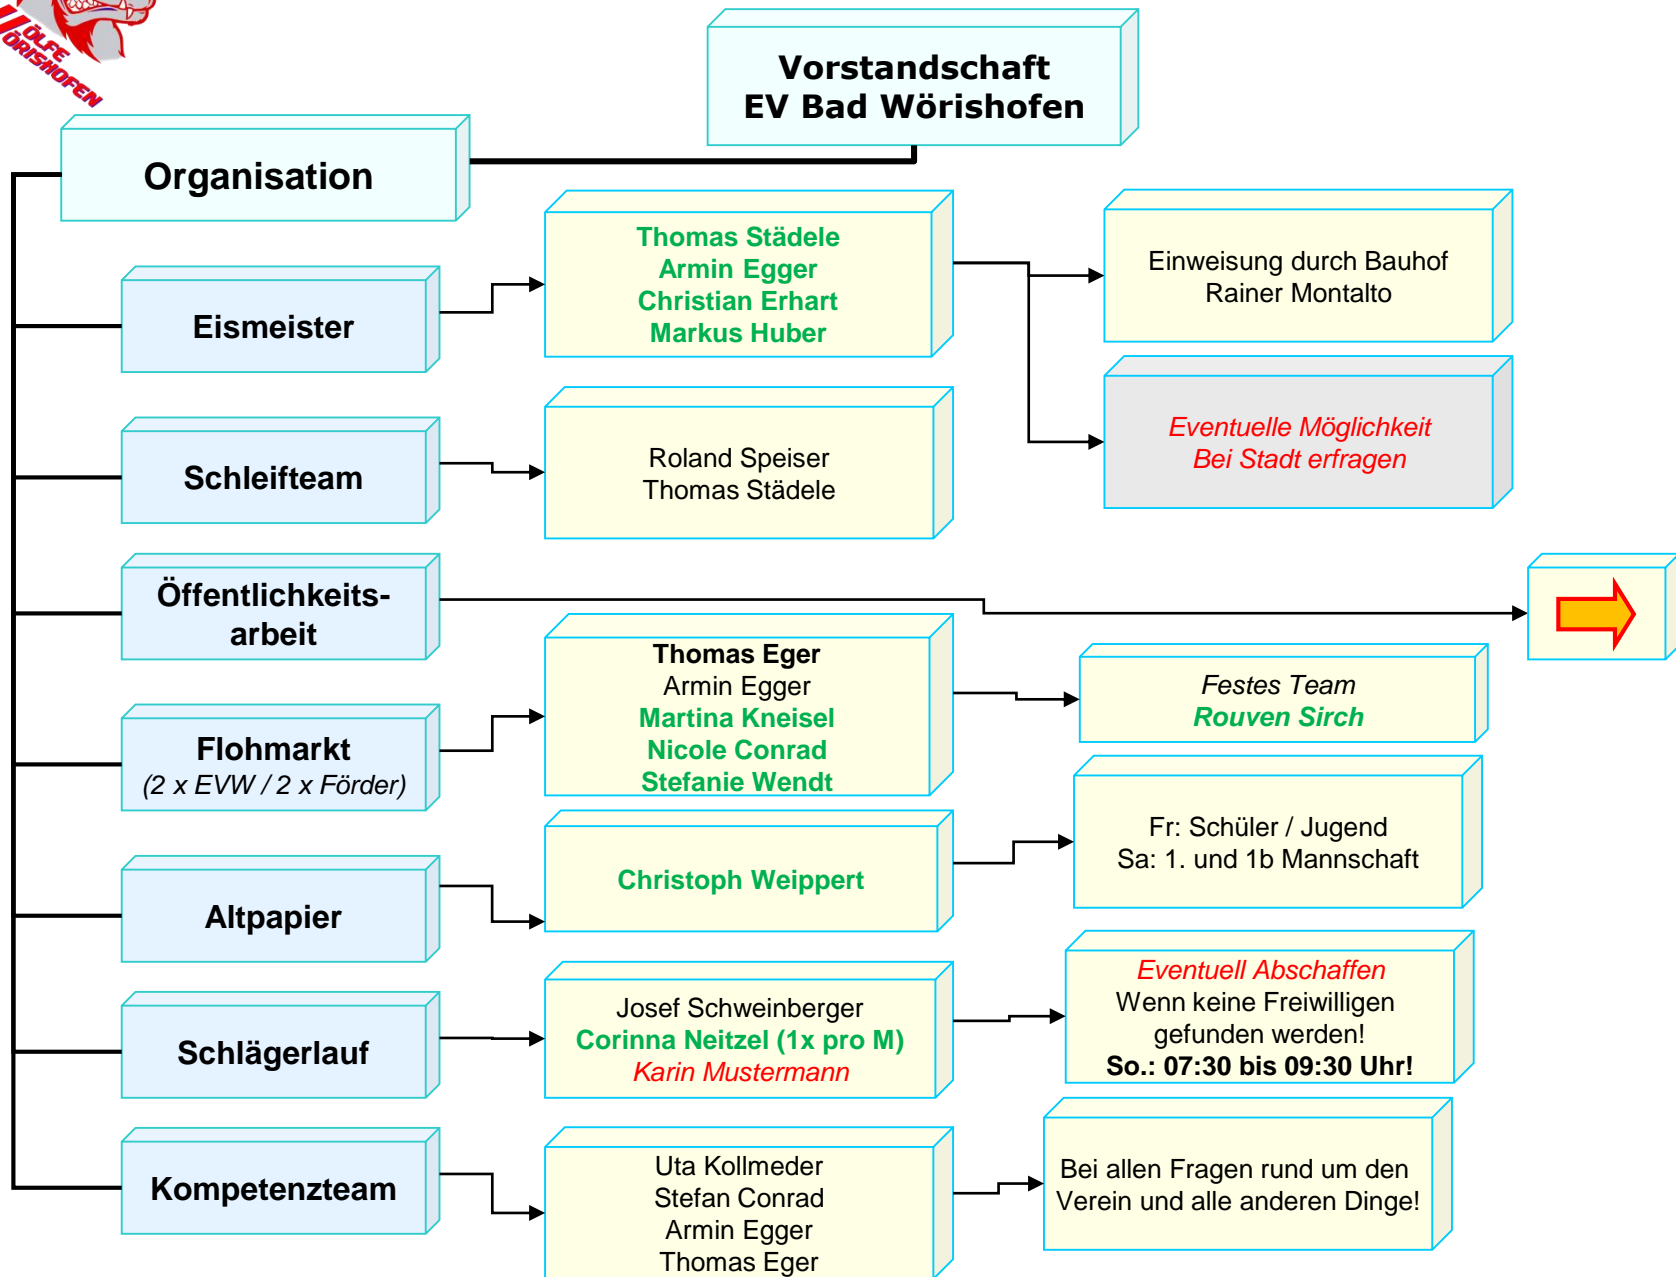 WÖLFE
WÖRISHOFEN
Vorstandschaft
EV Bad Wörishofen
Organisation
Eismeister
Thomas Städele
Armin Egger
Christian Erhart
Markus Huber
Einweisung durch Bauhof
Rainer Montalto
Eventuelle Möglichkeit
Bei Stadt erfragen
Schleifteam
Roland Speiser
Thomas Städele
Öffentlichkeits-
arbeit
Flohmarkt
(2 x EVW / 2 x Förder)
Thomas Eger
Armin Egger
Martina Kneisel
Nicole Conrad
Stefanie Wendt
Festes Team
Rouven Sirch
Altpapier
Christoph Weippert
Fr: Schüler / Jugend
Sa: 1. und 1b Mannschaft
Schlägerlauf
Josef Schweinberger
Corinna Neitzel (1x pro M)
Karin Mustermann
Eventuell Abschaffen
Wenn keine Freiwilligen
gefunden werden!
So.: 07:30 bis 09:30 Uhr!
Kompetenzteam
Uta Kollmeder
Stefan Conrad
Armin Egger
Thomas Eger
Bei allen Fragen rund um den
Verein und alle anderen Dinge!